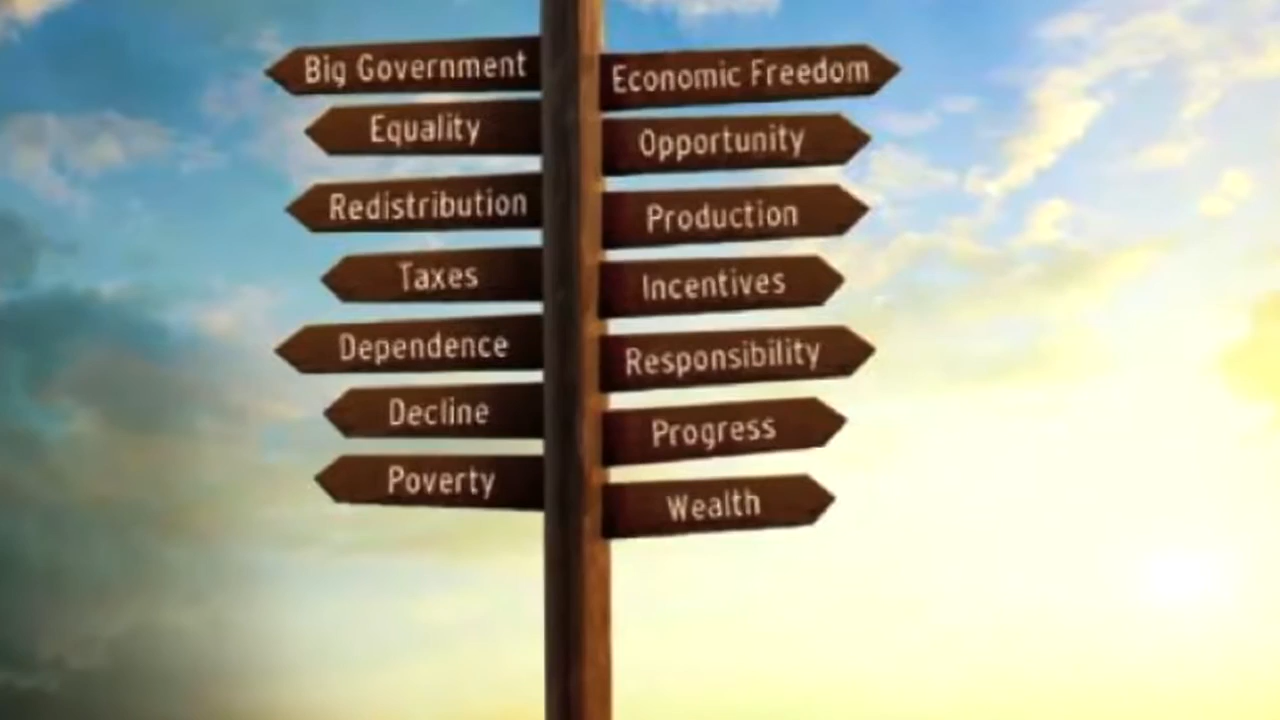 Big Government
Economic Freedom
Equality
Opportunity
Redistribution
Production
Taxes
Incentives
Dependence
Responsibility
Decline
Progress
Poverty
Wealth